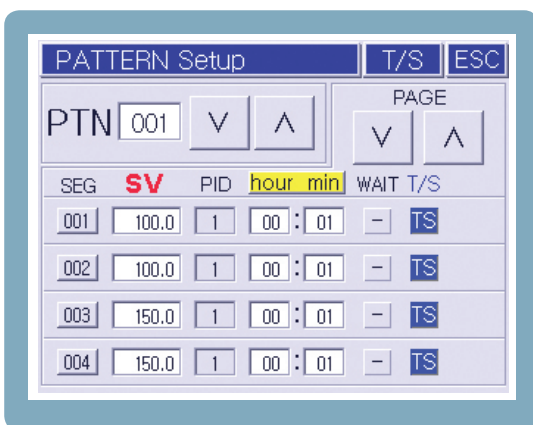 PATTERN Setup T/S ESC
PTN 001 ∨ ∧ PAGE ∨ ∧
SEG SV PID hour min WAIT T/S
001 100.0 1 00 : 01 – TS
002 100.0 1 00 : 01 – TS
003 150.0 1 00 : 01 – TS
004 150.0 1 00 : 01 – TS